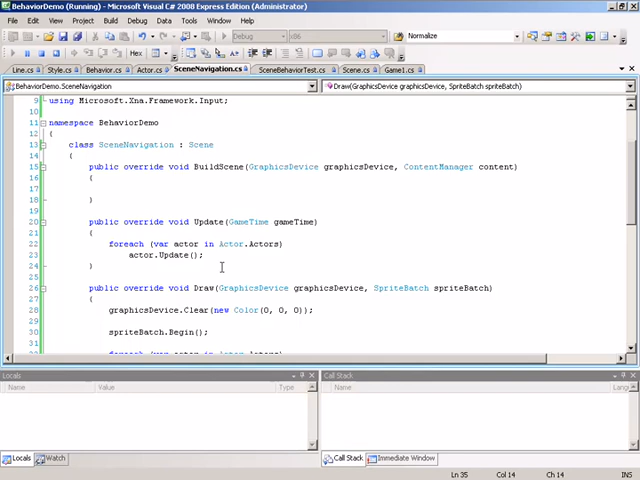 BehaviorDemo (Running) - Microsoft Visual C# 2008 Express Edition (Administrator)
File Edit View Project Build Debug Data Tools Window Help
Hex x86 Normalize
Line.cs Style.cs Behavior.cs Actor.cs SceneNavigation.cs SceneBehaviorTest.cs Scene.cs Game1.cs
BehaviorDemo.SceneNavigation Draw(GraphicsDevice graphicsDevice, SpriteBatch spriteBatch)
9 using Microsoft.Xna.Framework.Input;
10
11 namespace BehaviorDemo
12 {
13 class SceneNavigation : Scene
14 {
15 public override void BuildScene(GraphicsDevice graphicsDevice, ContentManager content)
16 {
17
18 }
19
20 public override void Update(GameTime gameTime)
21 {
22 foreach (var actor in Actor.Actors)
23 actor.Update();
24 }
25
26 public override void Draw(GraphicsDevice graphicsDevice, SpriteBatch spriteBatch)
27 {
28 graphicsDevice.Clear(new Color(0, 0, 0));
29
30 spriteBatch.Begin();
31
foreach (var actor in Actor.Actors)
Locals Call Stack
Name Value Type Name Lang
Locals Watch Call Stack Immediate Window
Ln 35 Col 14 Ch 14 INS